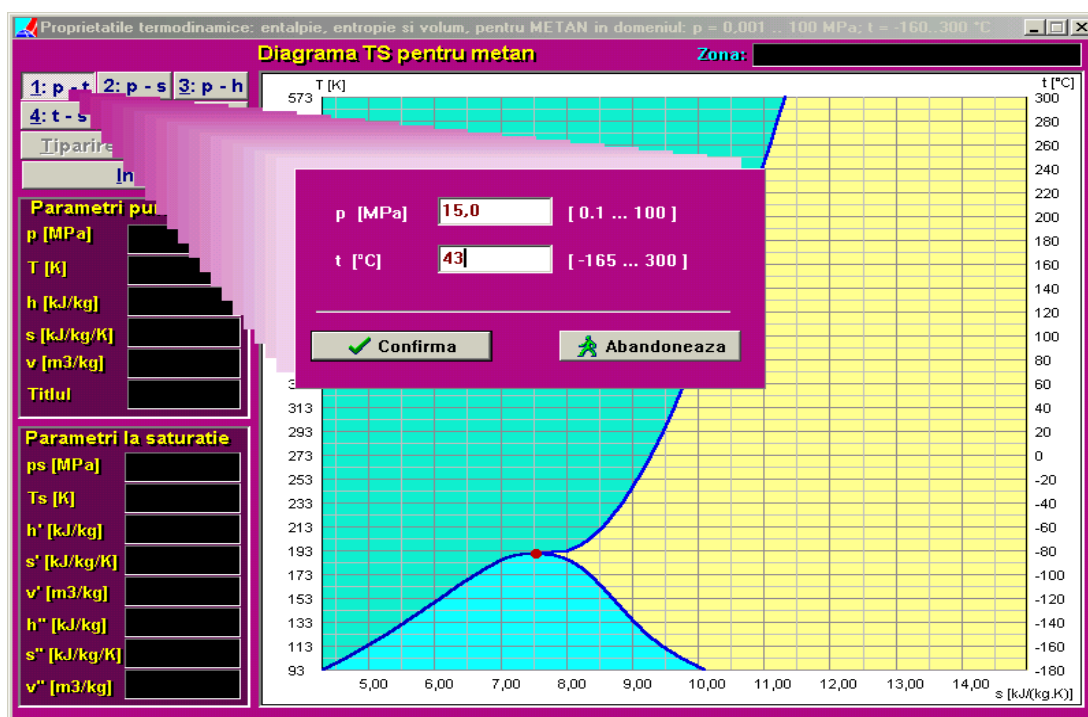 Proprietatile termodinamice: entalpie, entropie si volum, pentru METAN in domeniul: p = 0.001 .. 100 MPa; t = -160..300 °C
Diagrama TS pentru metan
Zona:
1: p - t
2: p - s
3: p - h
4: t - s
Tiparire
In
Parametri pu
p [MPa]
T [K]
h [kJ/kg]
s [kJ/kg/K]
v [m3/kg]
Titlul
Parametri la saturatie
ps [MPa]
Ts [K]
h' [kJ/kg]
s' [kJ/kg/K]
v' [m3/kg]
h" [kJ/kg]
s" [kJ/kg/K]
v" [m3/kg]
p [MPa] 15,0 [ 0.1 ... 100 ]
t [°C] 43 [ -165 ... 300 ]
Confirma
Abandoneaza
T [K]
573
313
293
273
253
233
213
193
173
153
133
113
93
t [°C]
300
280
260
240
220
200
180
160
140
120
100
80
60
40
20
0
-20
-40
-60
-80
-100
-120
-140
-160
-180
5,00 6,00 7,00 8,00 9,00 10,00 11,00 12,00 13,00 14,00
s [kJ/(kg.K)]